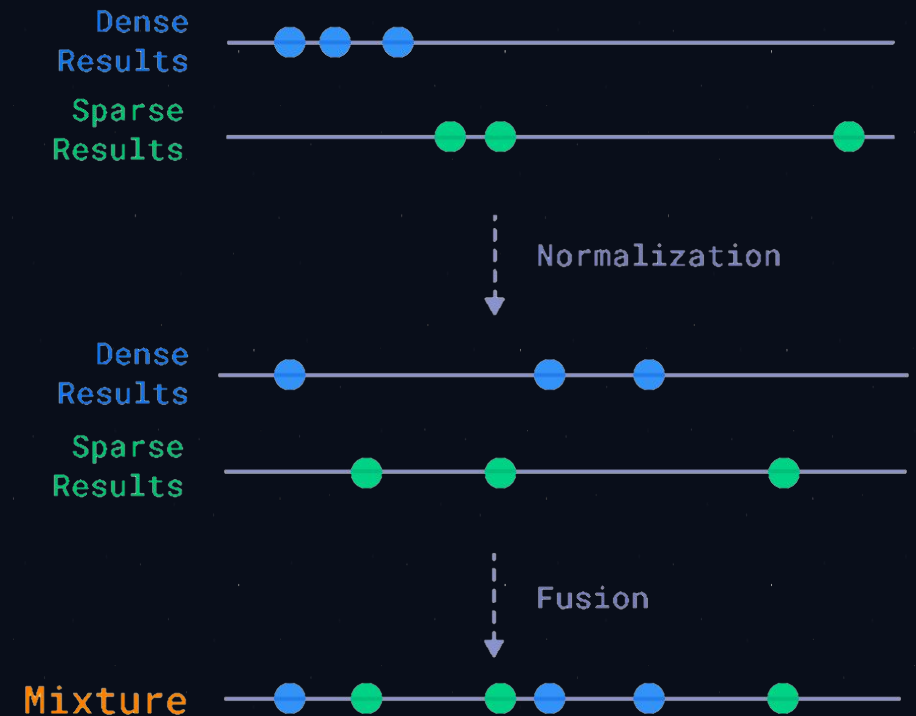 Dense
Results
Sparse
Results
Normalization
Dense
Results
Sparse
Results
Fusion
Mixture